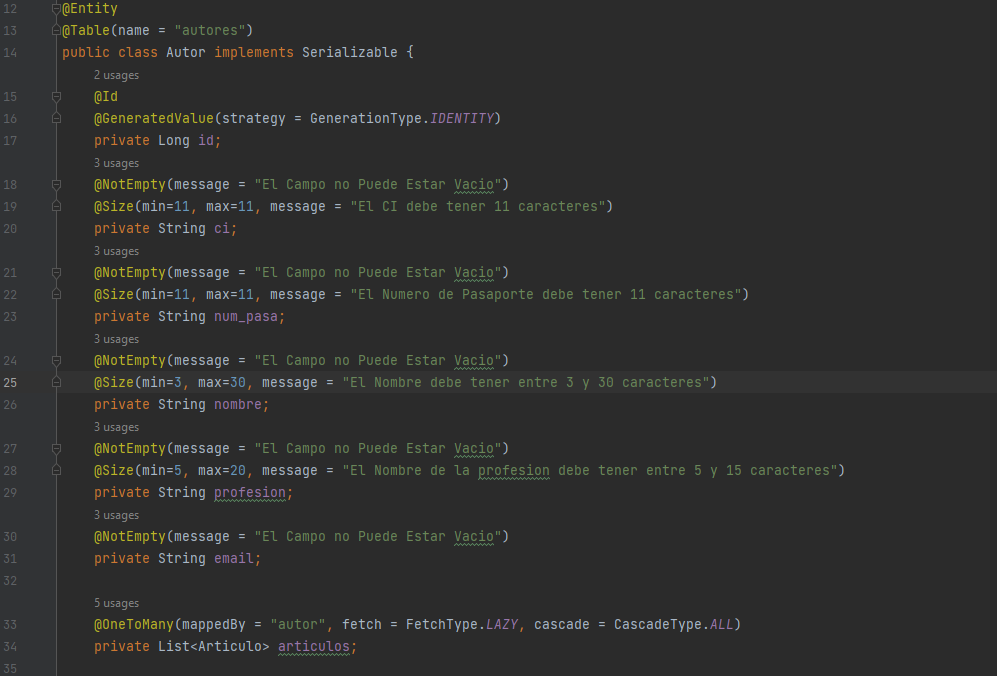 12 @Entity
13 @Table(name = "autores")
14 public class Autor implements Serializable {
2 usages
15 @Id
16 @GeneratedValue(strategy = GenerationType.IDENTITY)
17 private Long id;
3 usages
18 @NotEmpty(message = "El Campo no Puede Estar Vacio")
19 @Size(min=11, max=11, message = "El CI debe tener 11 caracteres")
20 private String ci;
3 usages
21 @NotEmpty(message = "El Campo no Puede Estar Vacio")
22 @Size(min=11, max=11, message = "El Numero de Pasaporte debe tener 11 caracteres")
23 private String num_pasa;
3 usages
24 @NotEmpty(message = "El Campo no Puede Estar Vacio")
25 @Size(min=3, max=30, message = "El Nombre debe tener entre 3 y 30 caracteres")
26 private String nombre;
3 usages
27 @NotEmpty(message = "El Campo no Puede Estar Vacio")
28 @Size(min=5, max=20, message = "El Nombre de la profesion debe tener entre 5 y 15 caracteres")
29 private String profesion;
3 usages
30 @NotEmpty(message = "El Campo no Puede Estar Vacio")
31 private String email;
32
5 usages
33 @OneToMany(mappedBy = "autor", fetch = FetchType.LAZY, cascade = CascadeType.ALL)
34 private List<Articulo> articulos;
35